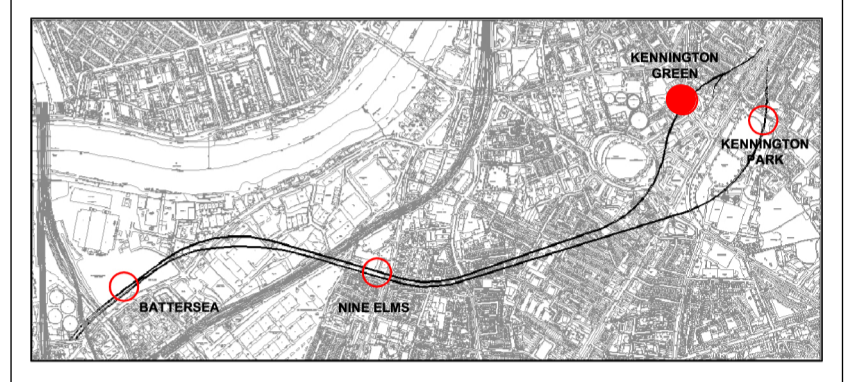 KENNINGTON
GREEN
KENNINGTON
PARK
BATTERSEA
NINE ELMS